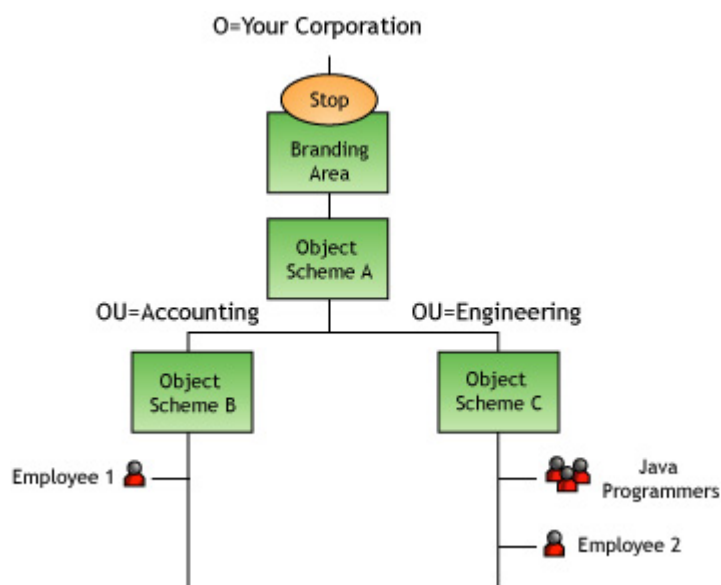 O=Your Corporation
Stop
Branding
Area
Object
Scheme A
OU=Accounting
OU=Engineering
Object
Scheme B
Object
Scheme C
Employee 1
Java
Programmers
Employee 2